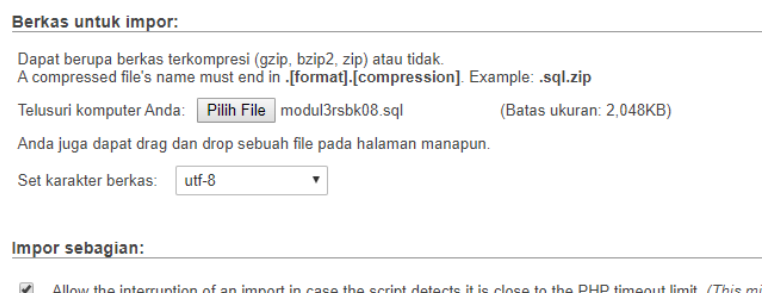 Berkas untuk impor:
Dapat berupa berkas terkompresi (gzip, bzip2, zip) atau tidak.
A compressed file's name must end in .[format].[compression]. Example: .sql.zip
Telusuri komputer Anda: Pilih File modul3rsbk08.sql (Batas ukuran: 2,048KB)
Anda juga dapat drag dan drop sebuah file pada halaman manapun.
Set karakter berkas: utf-8
Impor sebagian:
Allow the interruption of an import in case the script detects it is close to the PHP timeout limit. (This